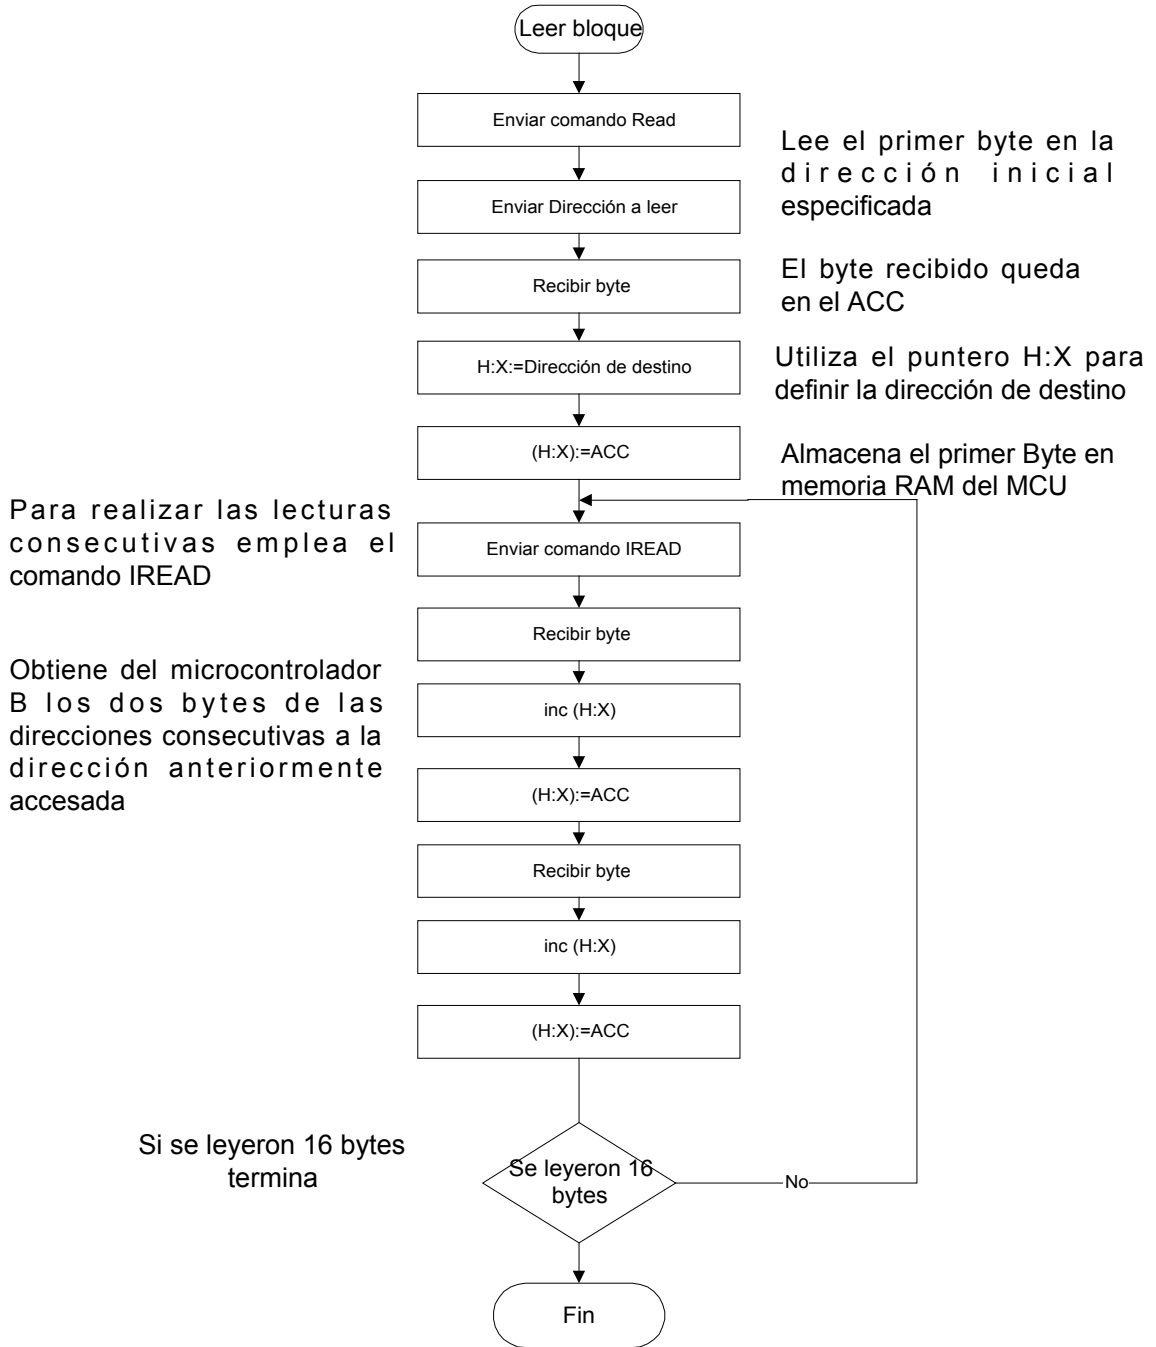 Leer bloque
Enviar comando Read
Lee el primer byte en la
dirección inicial
especificada
Enviar Dirección a leer
El byte recibido queda
en el ACC
Recibir byte
Utiliza el puntero H:X para
definir la dirección de destino
H:X:=Dirección de destino
Almacena el primer Byte en
memoria RAM del MCU
(H:X):=ACC
Para realizar las lecturas
consecutivas emplea el
comando IREAD
Enviar comando IREAD
Recibir byte
Obtiene del microcontrolador
B los dos bytes de las
direcciones consecutivas a la
dirección anteriormente
accesada
inc (H:X)
(H:X):=ACC
Recibir byte
inc (H:X)
(H:X):=ACC
Si se leyeron 16 bytes
termina
Se leyeron 16
bytes
No
Fin